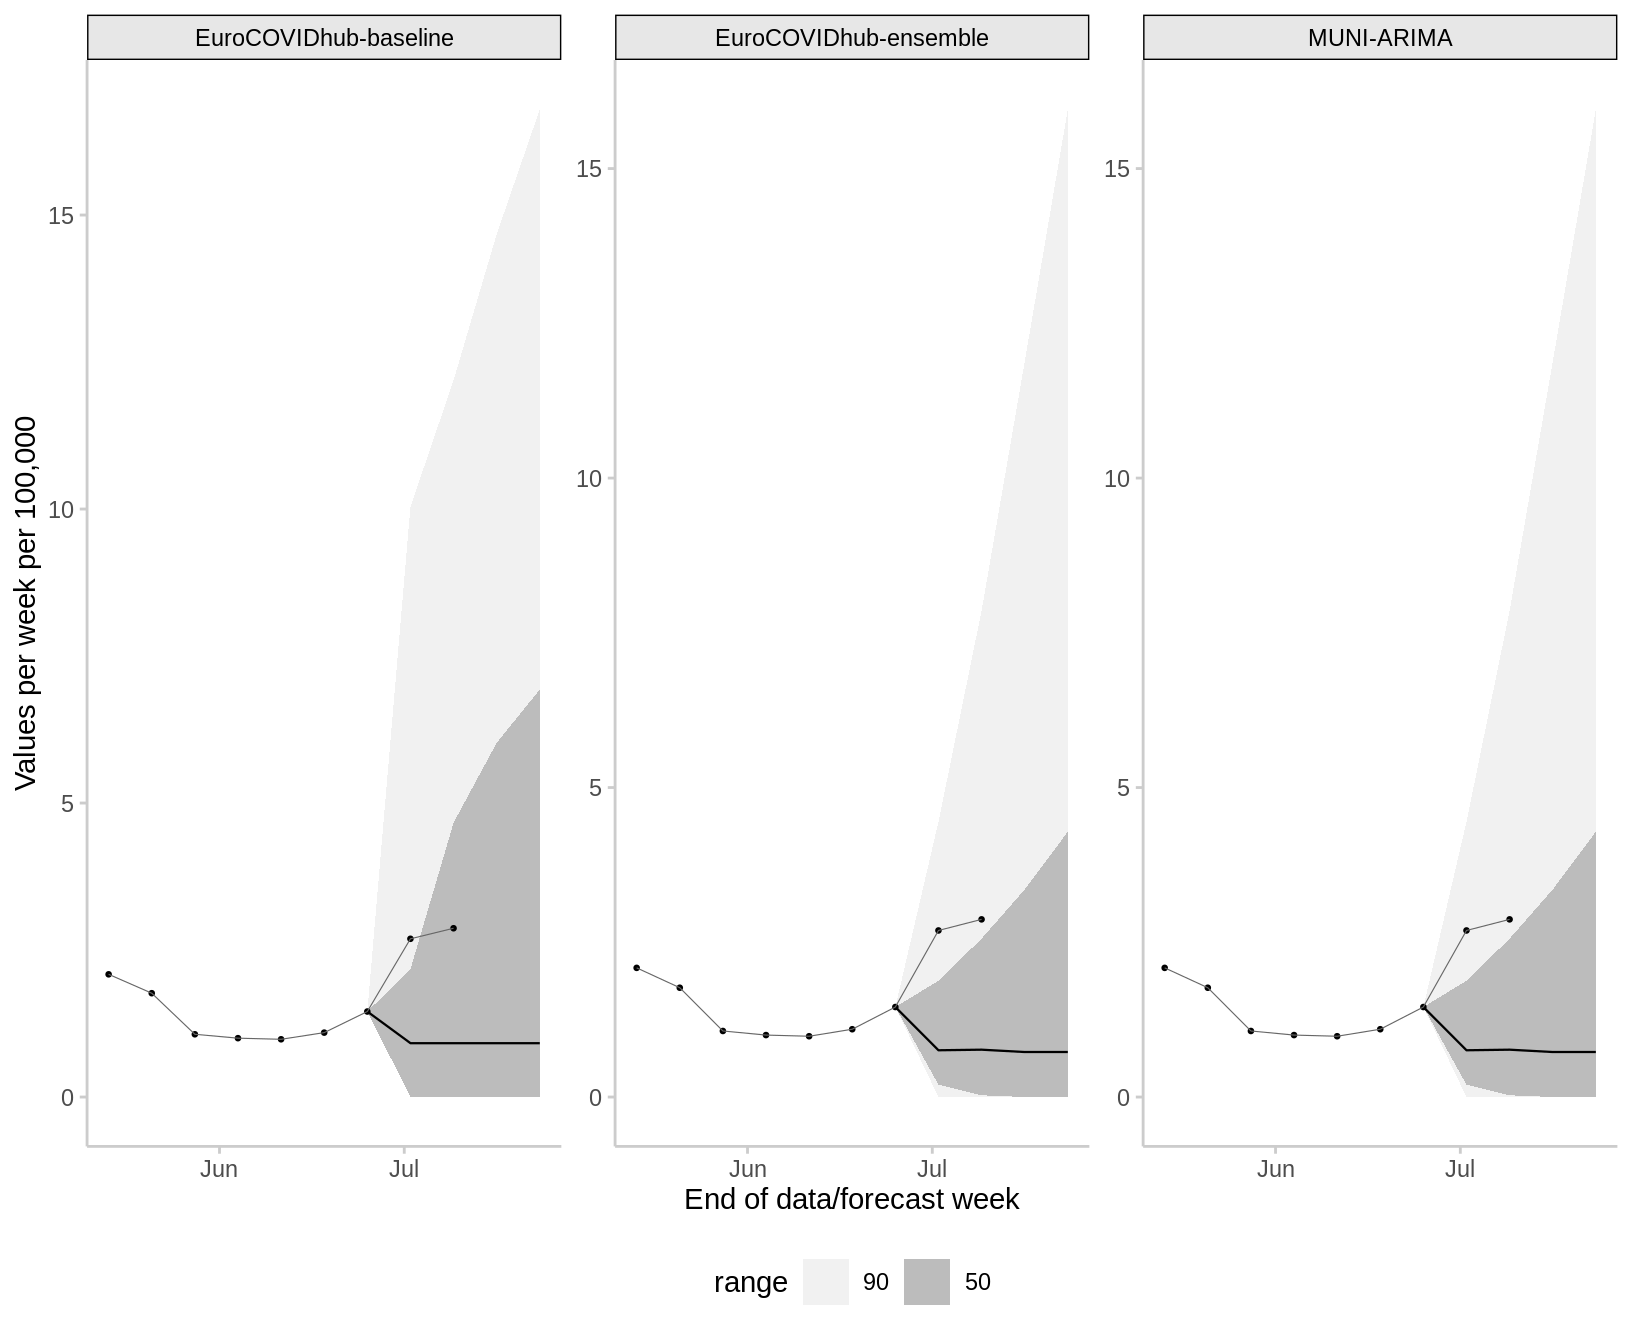 EuroCOVIDhub-baseline
EuroCOVIDhub-ensemble
MUNI-ARIMA
Values per week per 100,000
15
10
5
0
15
10
5
0
15
10
5
0
Jun
Jul
Jun
Jul
Jun
Jul
End of data/forecast week
range 90 50